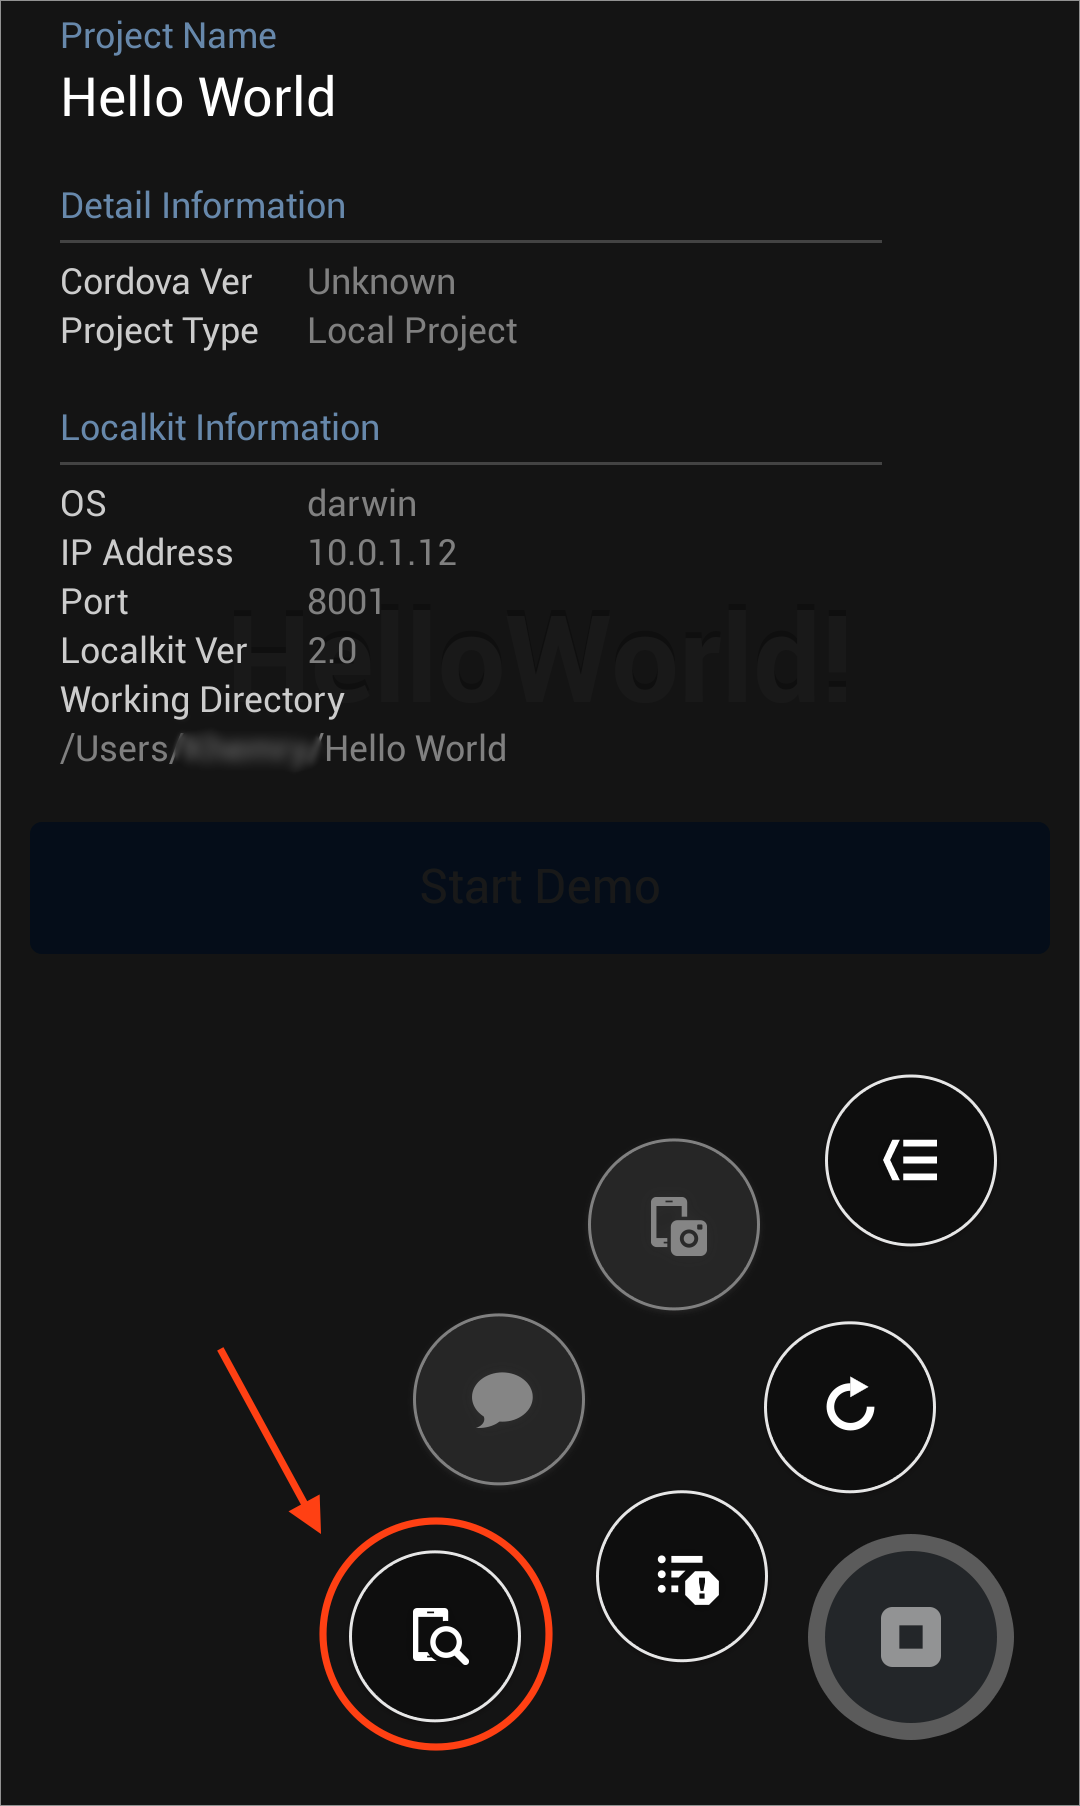 Project Name
Hello World
Detail Information
Cordova Ver Unknown
Project Type Local Project
Localkit Information
OS darwin
IP Address 10.0.1.12
Port 8001
HelloWorld!
Localkit Ver 2.0
Working Directory
/Users/ /Hello World
Start Demo